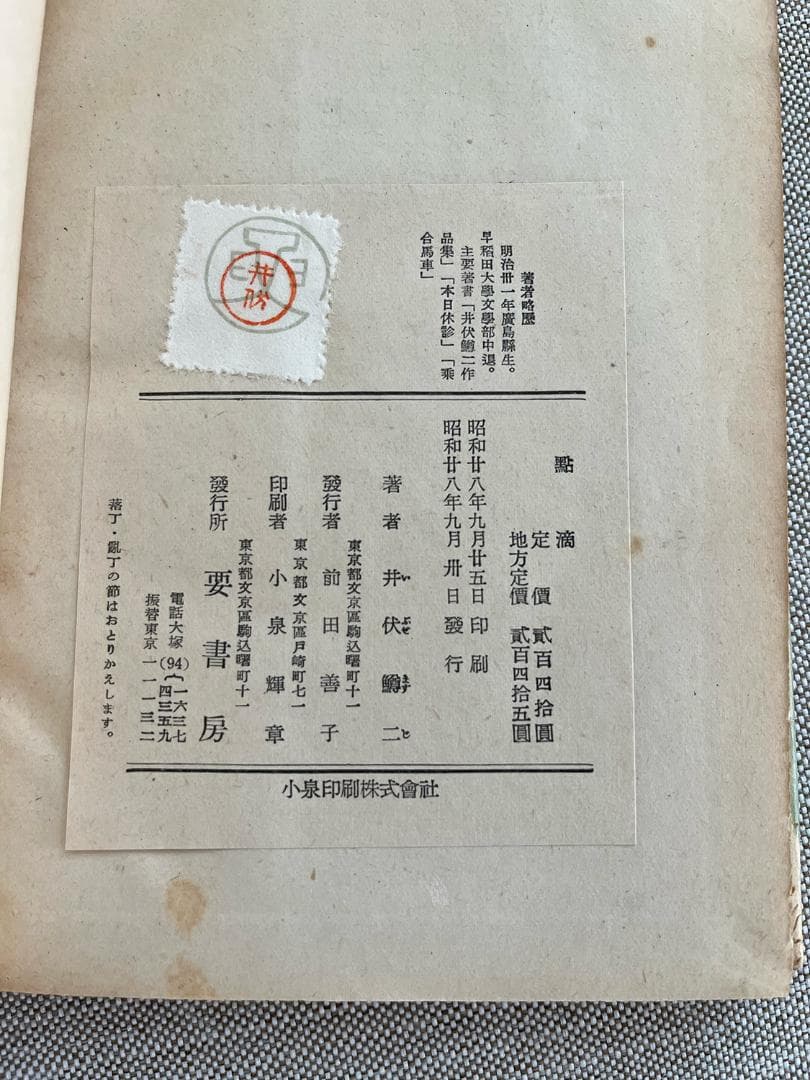 著者略歷
明治卅一年廣島縣生。
早稻田大學文學部中退。
主要著書「井伏鱒二作
品集」「本日休診」「乘
合馬車」
點滴
定價 貳百四拾圓
地方定價 貳百四拾五圓
昭和廿八年九月廿五日印刷
昭和廿八年九月卅日發行
著者 井伏鱒二
東京都文京區駒込曙町十一
發行者 前田善子
東京都文京區戸崎町七一
印刷者 小泉輝章
東京都文京區駒込曙町十一
發行所 要書房
電話大塚(94){一六三七
四三五九
振替東京一一一三二
落丁・亂丁の節はおとりかえします。
小泉印刷株式會社